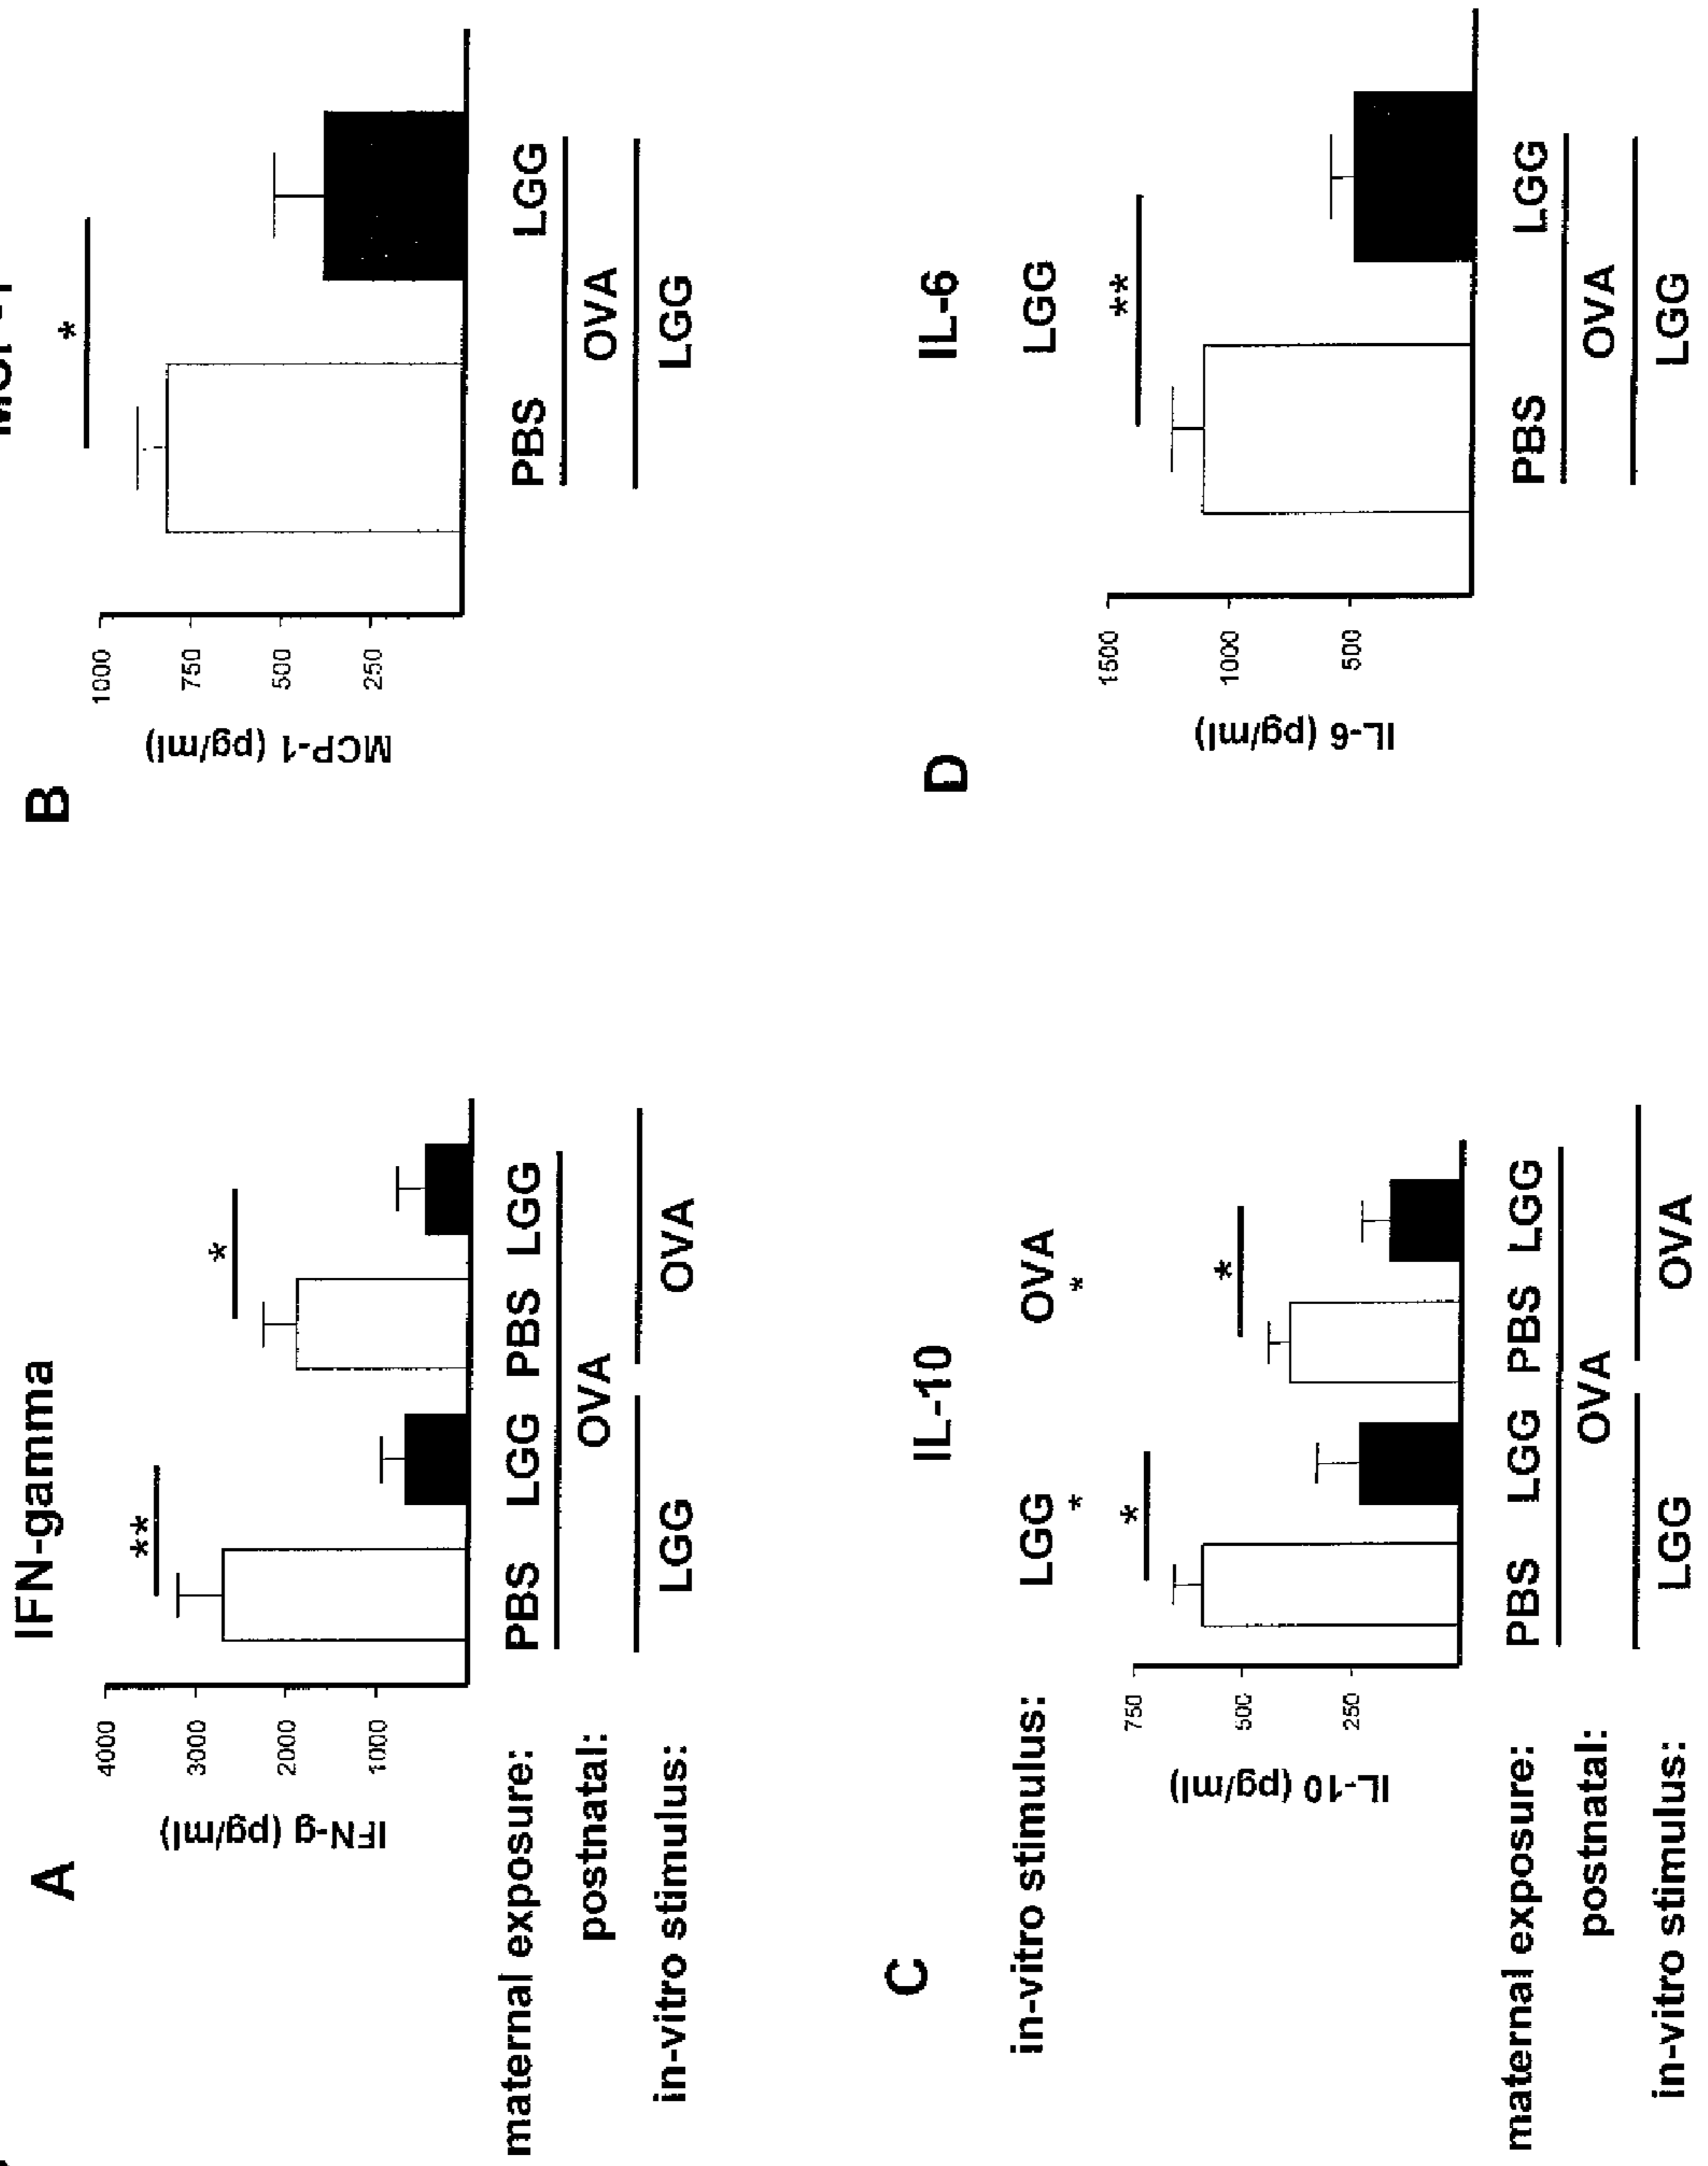 A
IFN-gamma
**
*
4000
3000
2000
1000
IFN-g (pg/ml)
maternal exposure: PBS LGG PBS LGG
postnatal: OVA
in-vitro stimulus: LGG OVA
B
*
1000
750
500
250
MCP-1 (pg/ml)
PBS LGG
OVA
LGG
C
IL-10
in-vitro stimulus: LGG OVA
* *
*
*
750
500
250
IL-10 (pg/ml)
maternal exposure: PBS LGG PBS LGG
postnatal: OVA
in-vitro stimulus: LGG OVA
D
IL-6
LGG
**
1500
1000
500
IL-6 (pg/ml)
PBS LGG
OVA
LGG